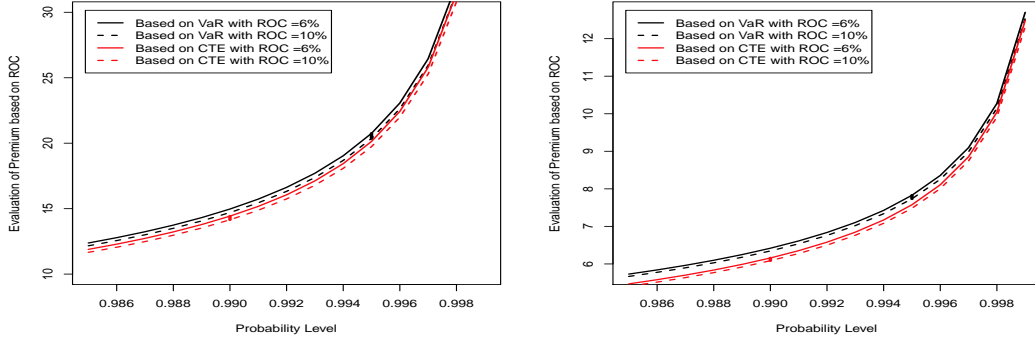 Evaluation of Premium based on ROC
30
25
20
15
10
Based on VaR with ROC =6%
Based on VaR with ROC =10%
Based on CTE with ROC =6%
Based on CTE with ROC =10%
0.986 0.988 0.990 0.992 0.994 0.996 0.998
Probability Level
Evaluation of Premium based on ROC
12
11
10
9
8
7
6
Based on VaR with ROC =6%
Based on VaR with ROC =10%
Based on CTE with ROC =6%
Based on CTE with ROC =10%
0.986 0.988 0.990 0.992 0.994 0.996 0.998
Probability Level